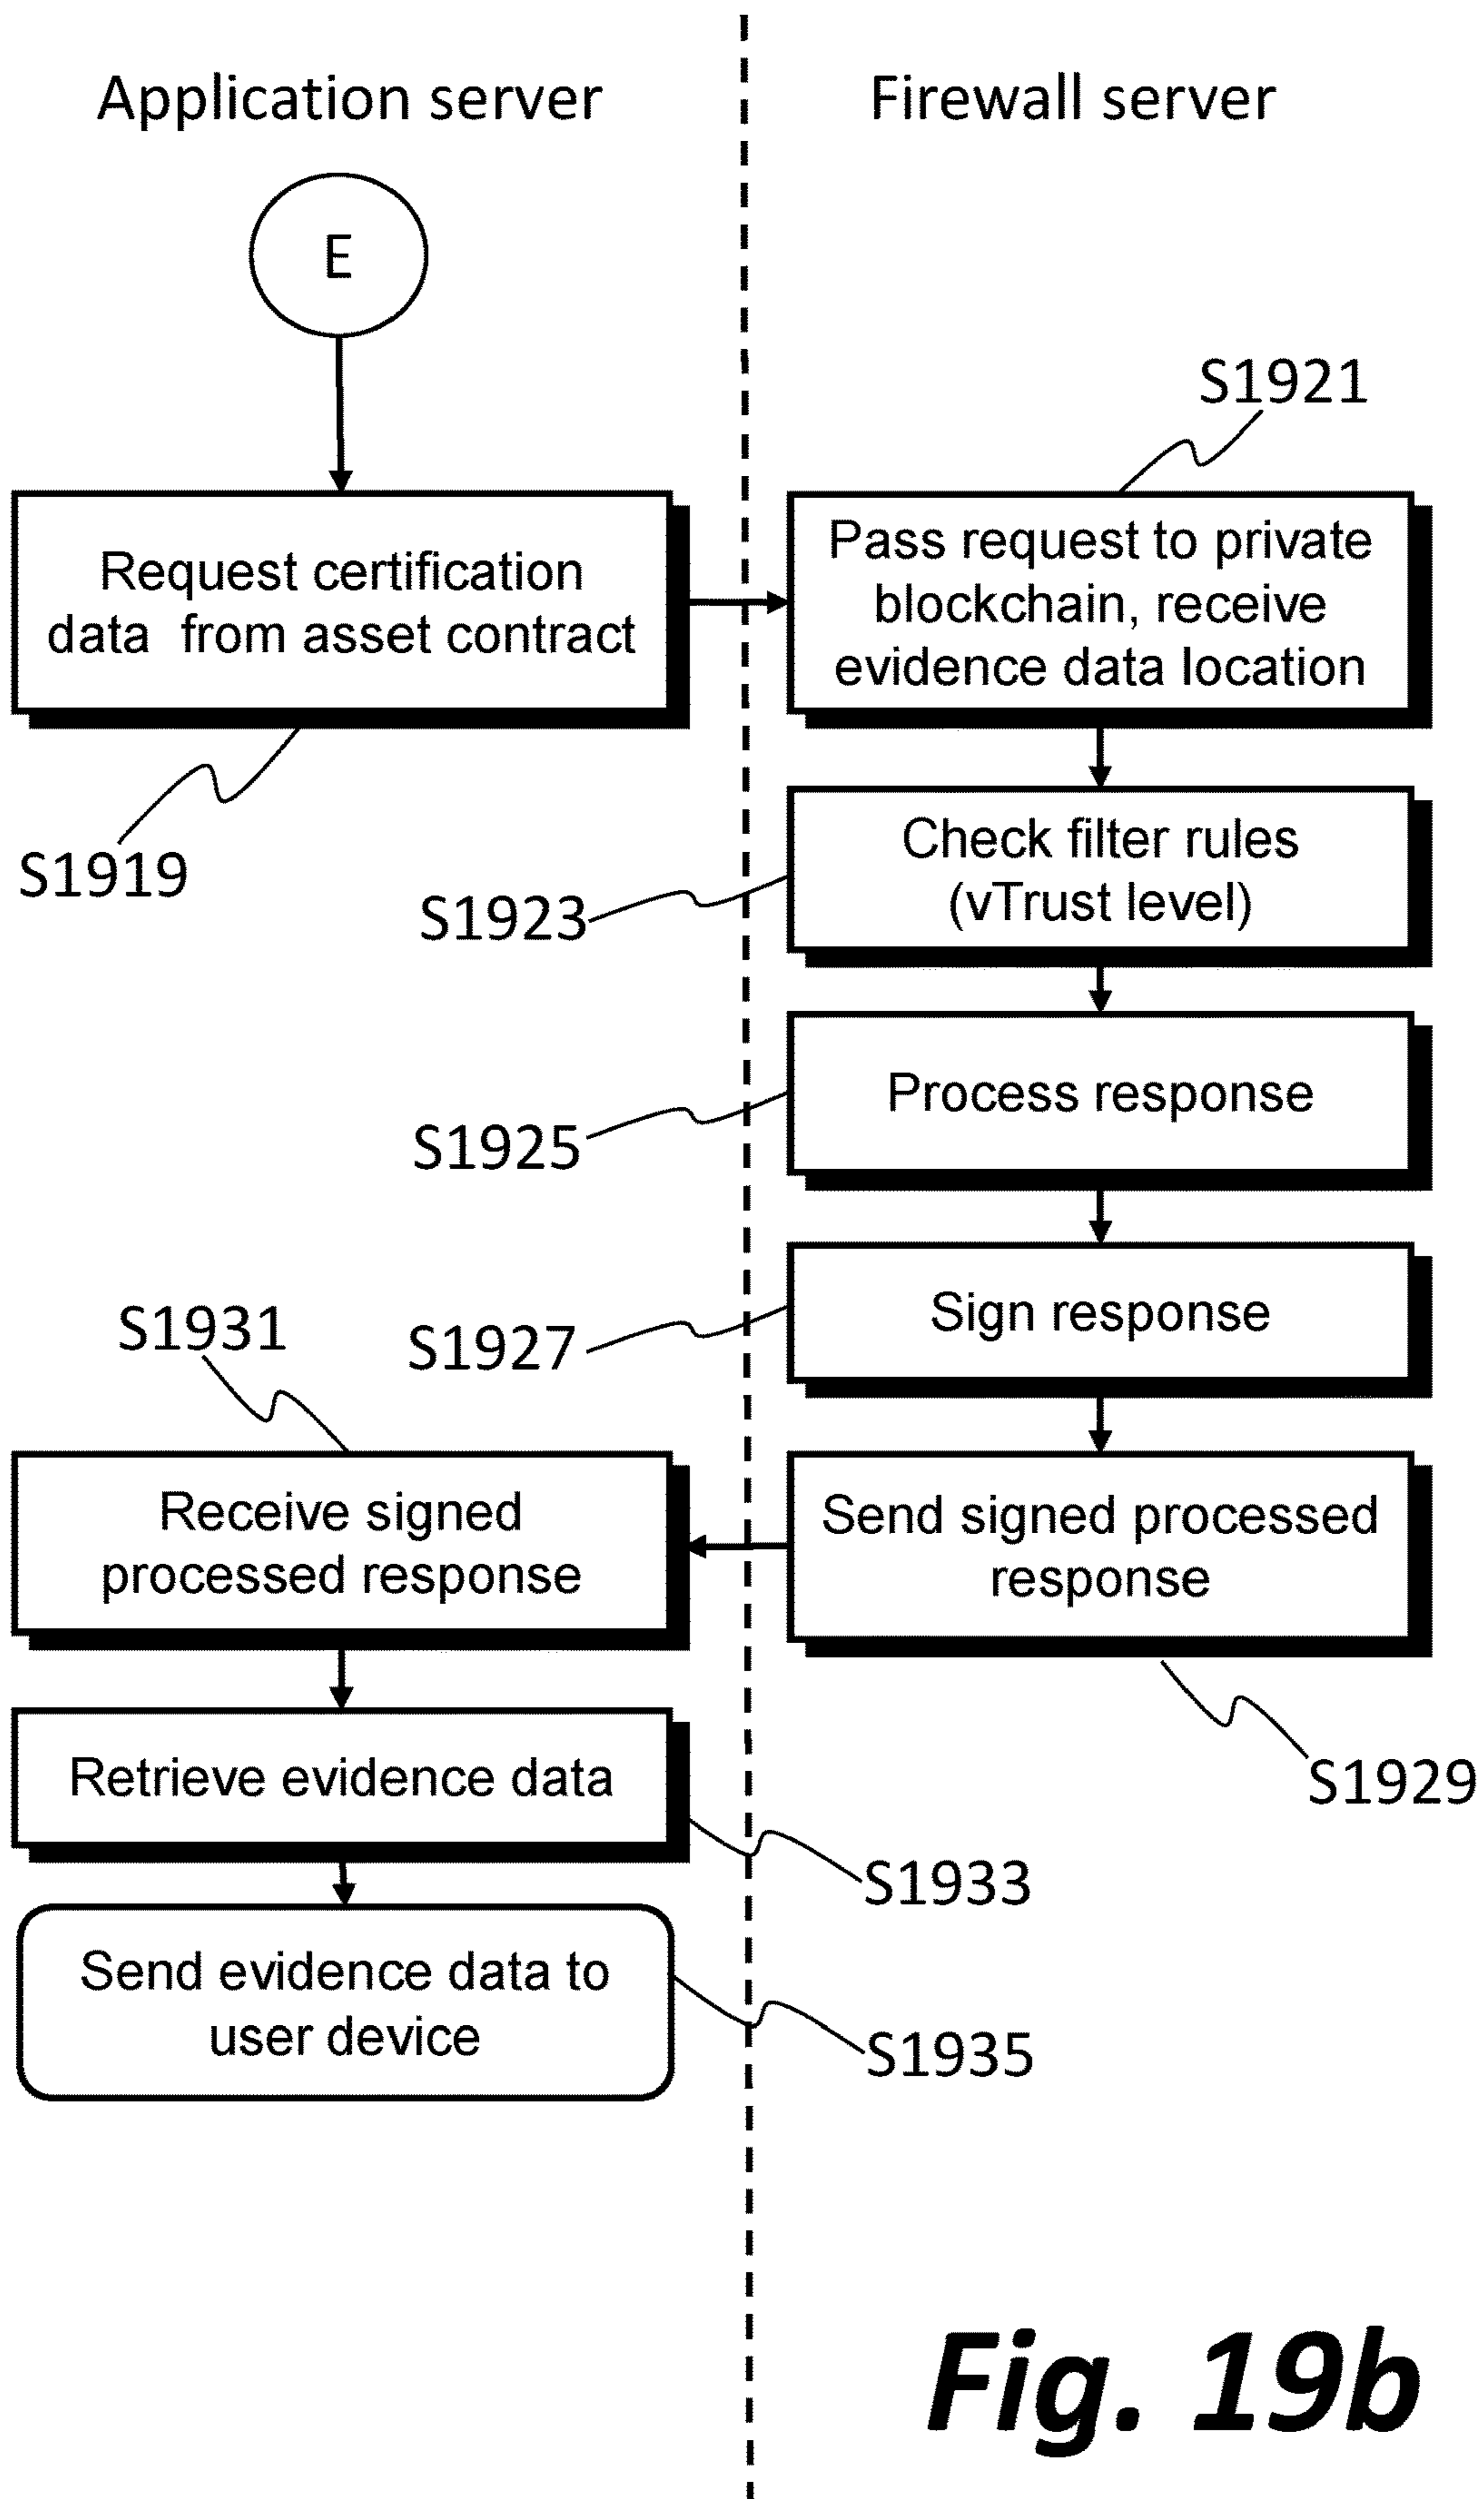 Application server
Firewall server
E
S1921
Request certification
data from asset contract
Pass request to private
blockchain, receive
evidence data location
S1919
Check filter rules
(vTrust level)
S1923
Process response
S1925
Sign response
S1927
S1931
Receive signed
processed response
Send signed processed
response
S1929
Retrieve evidence data
S1933
Send evidence data to
user device
S1935
Fig. 19b